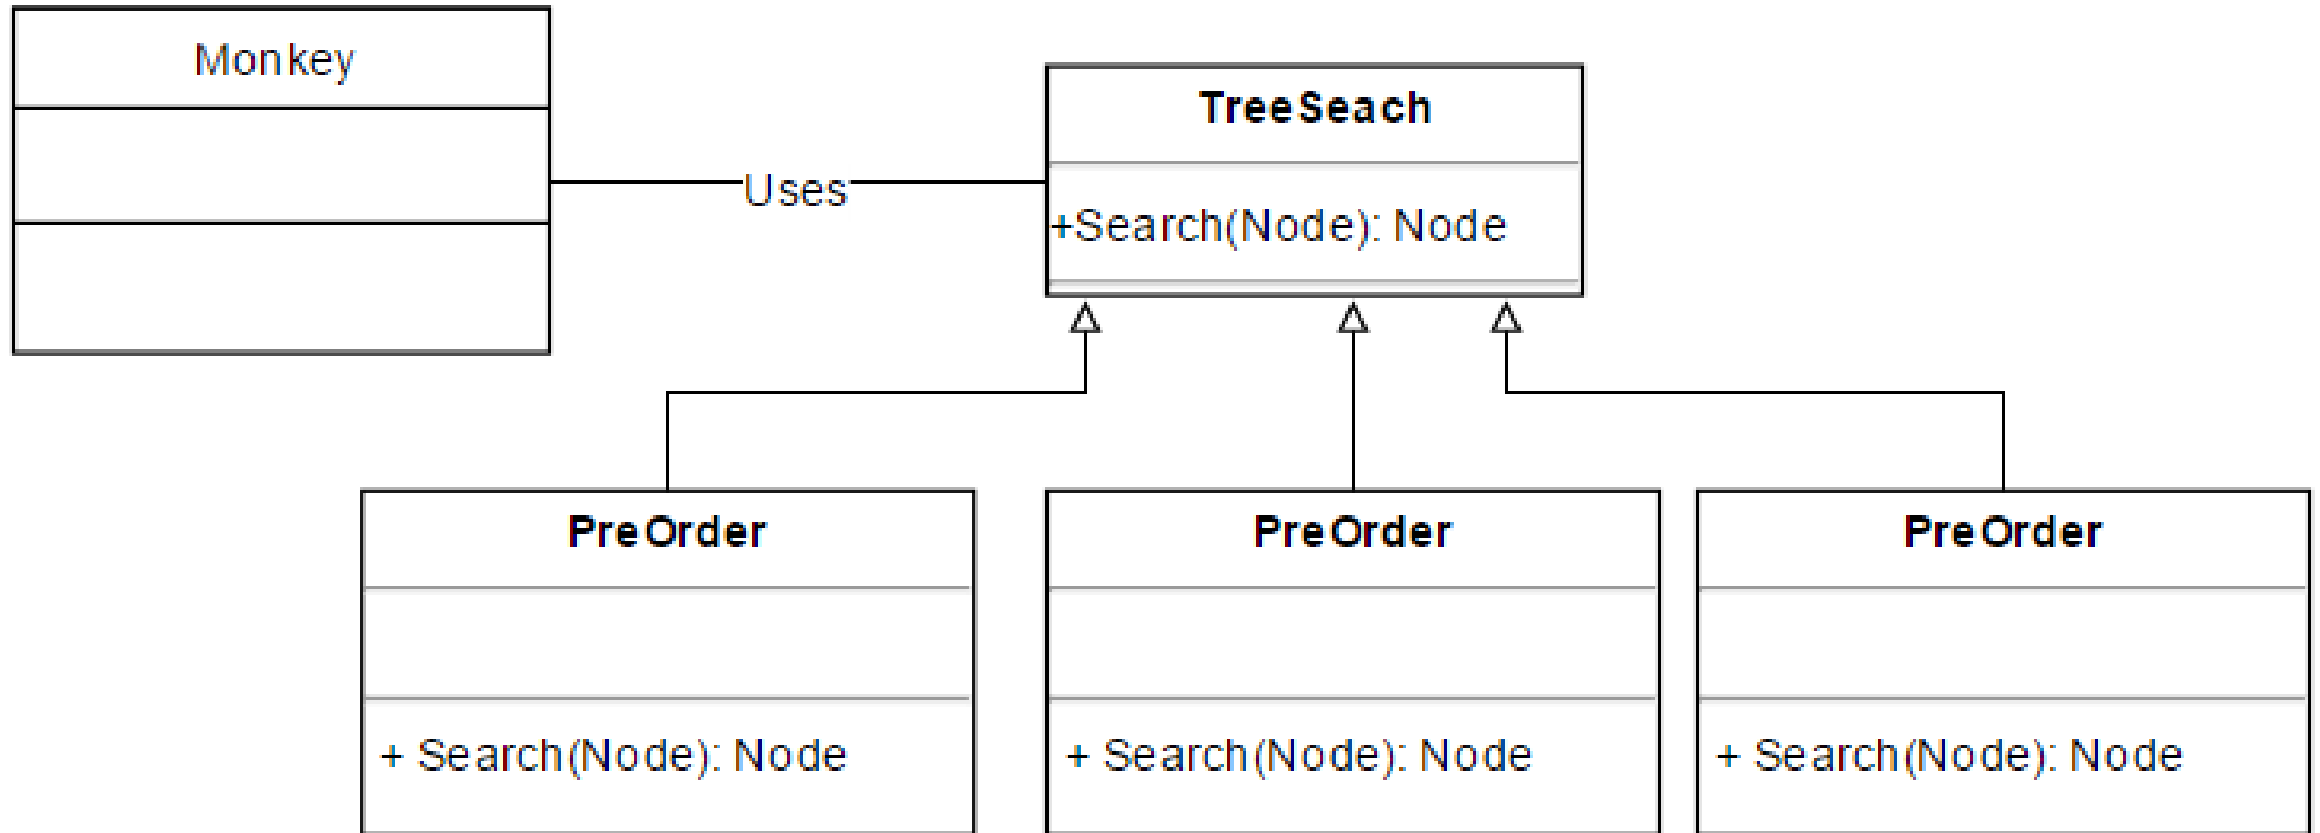 Monkey
TreeSeach
Uses
+Search(Node): Node
PreOrder
PreOrder
PreOrder
+ Search(Node): Node
+ Search(Node): Node
+ Search(Node): Node